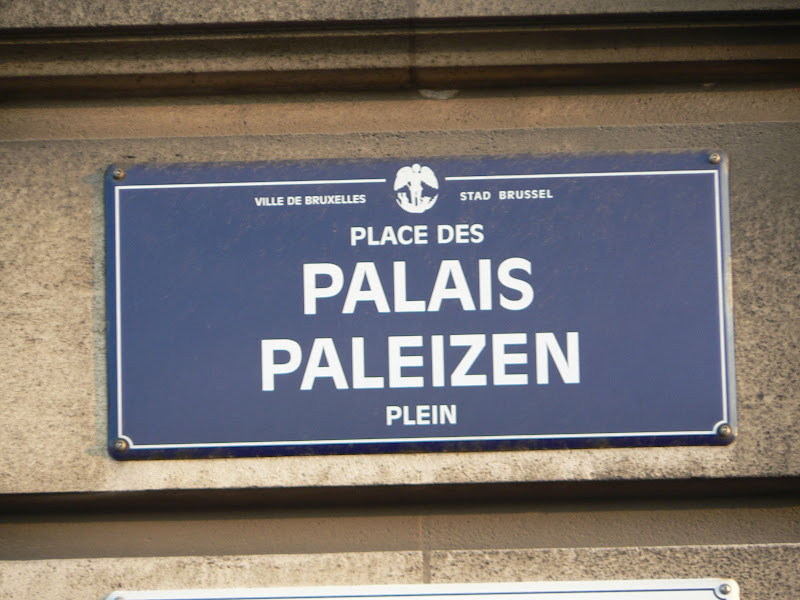 VILLE DE BRUXELLES STAD BRUSSEL
PLACE DES
PALAIS
PALEIZEN
PLEIN